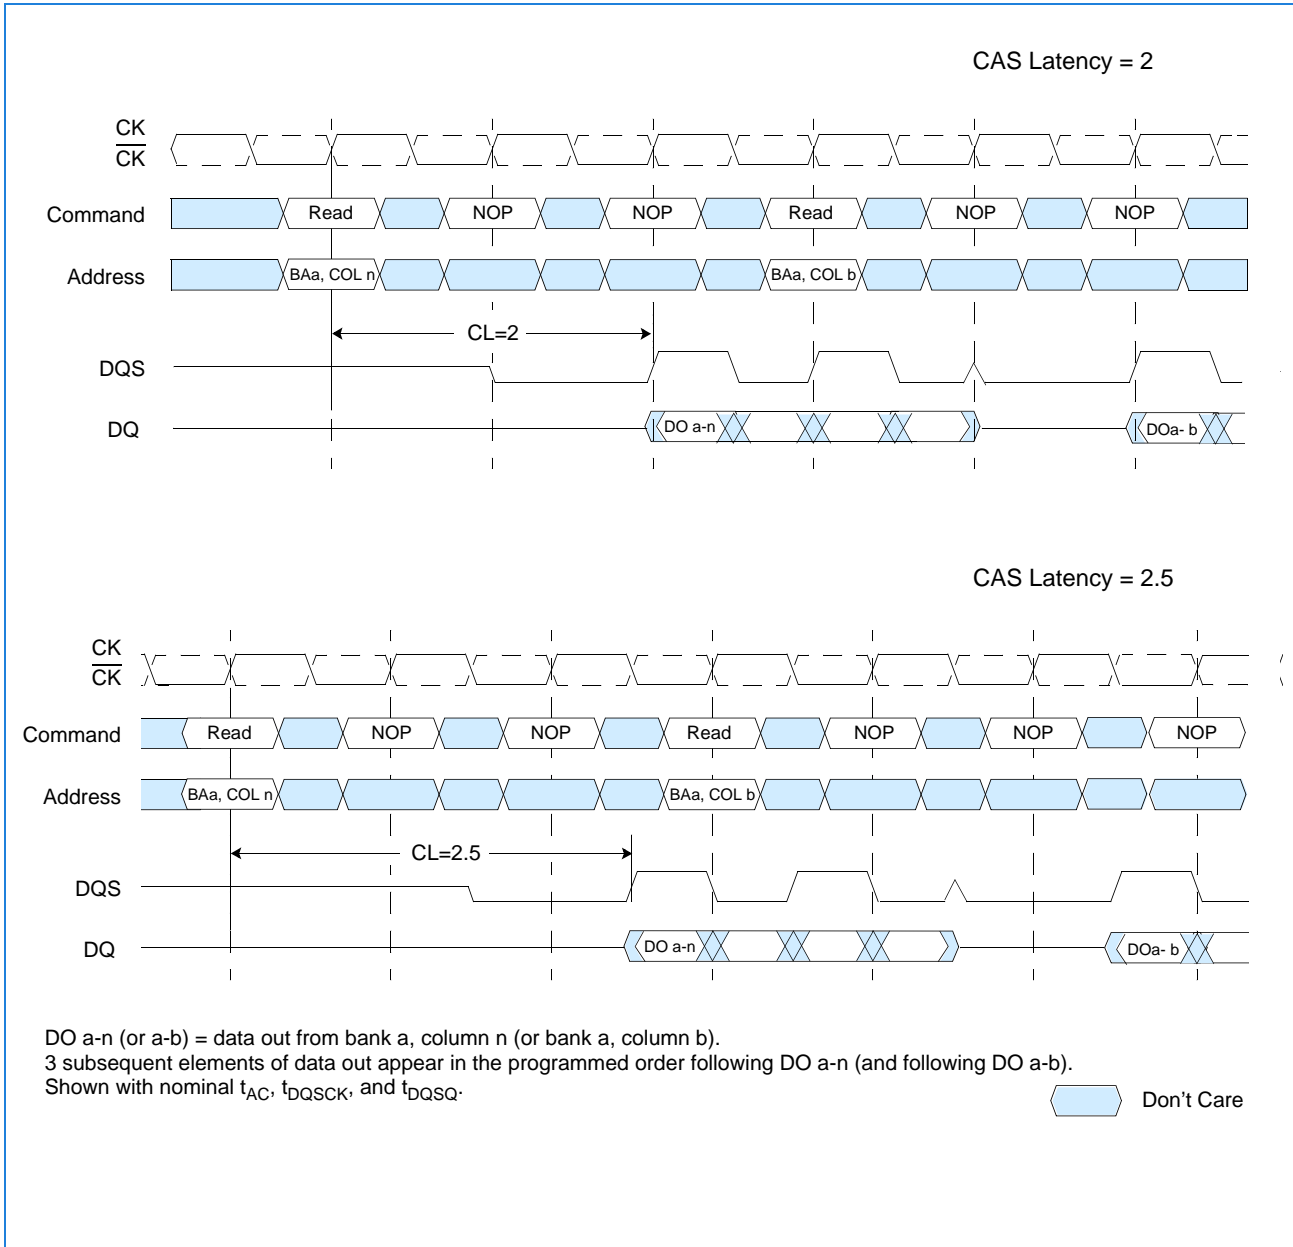 CAS Latency = 2
CK
CK
Command Read NOP NOP Read NOP NOP
Address BAa, COL n BAa, COL b
CL=2
DQS
DQ DO a-n DOa- b
CAS Latency = 2.5
CK
CK
Command Read NOP NOP Read NOP NOP NOP
Address BAa, COL n BAa, COL b
CL=2.5
DQS
DQ DO a-n DOa- b
DO a-n (or a-b) = data out from bank a, column n (or bank a, column b).
3 subsequent elements of data out appear in the programmed order following DO a-n (and following DO a-b).
Shown with nominal tAC, tDQSCK, and tDQSQ.
Don't Care